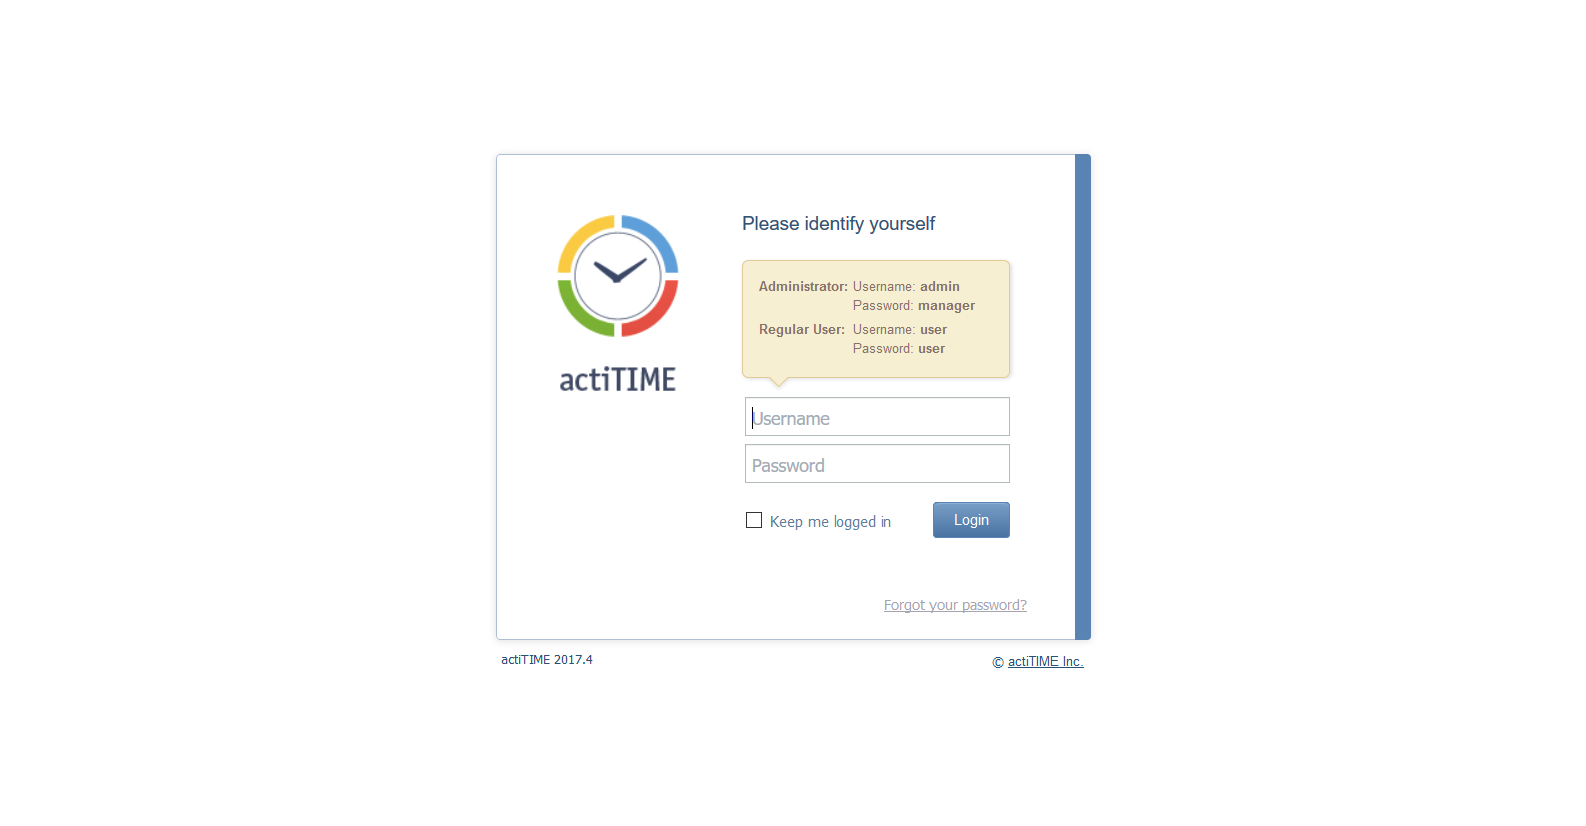 Please identify yourself
Administrator: Username: admin
Password: manager
Regular User: Username: user
Password: user
actiTIME
Username
Password
Keep me logged in
Login
Forgot your password?
actiTIME 2017.4
© actiTIME Inc.